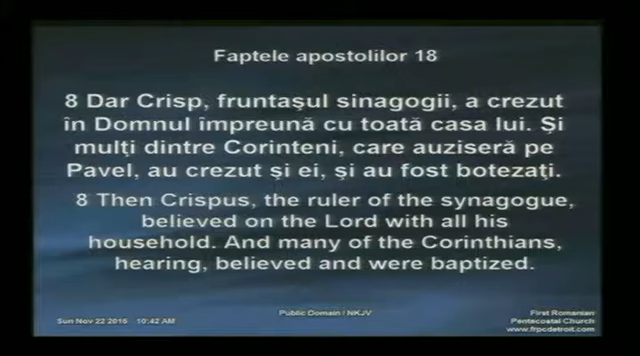 Faptele apostolilor 18
8 Dar Crisp, fruntaşul sinagogii, a crezut
în Domnul împreună cu toată casa lui. Şi
mulţi dintre Corinteni, care auziseră pe
Pavel, au crezut şi ei, şi au fost botezaţi.
8 Then Crispus, the ruler of the synagogue,
believed on the Lord with all his
household. And many of the Corinthians,
hearing, believed and were baptized.
Sun Nov 22 2015 10:42 AM
Public Domain / NKJV
First Romanian
Pentecostal Church
www.frpcdetroit.com